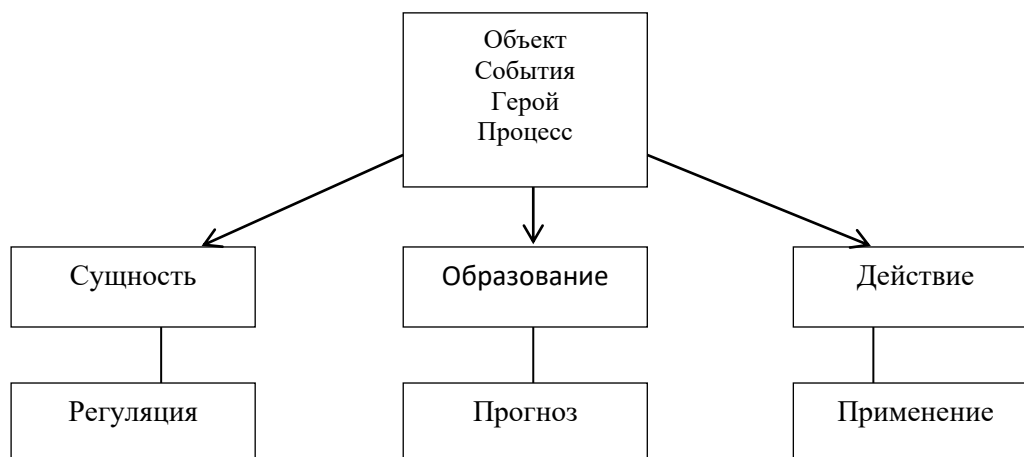 Объект
События
Герой
Процесс
Сущность
Образование
Действие
Регуляция
Прогноз
Применение